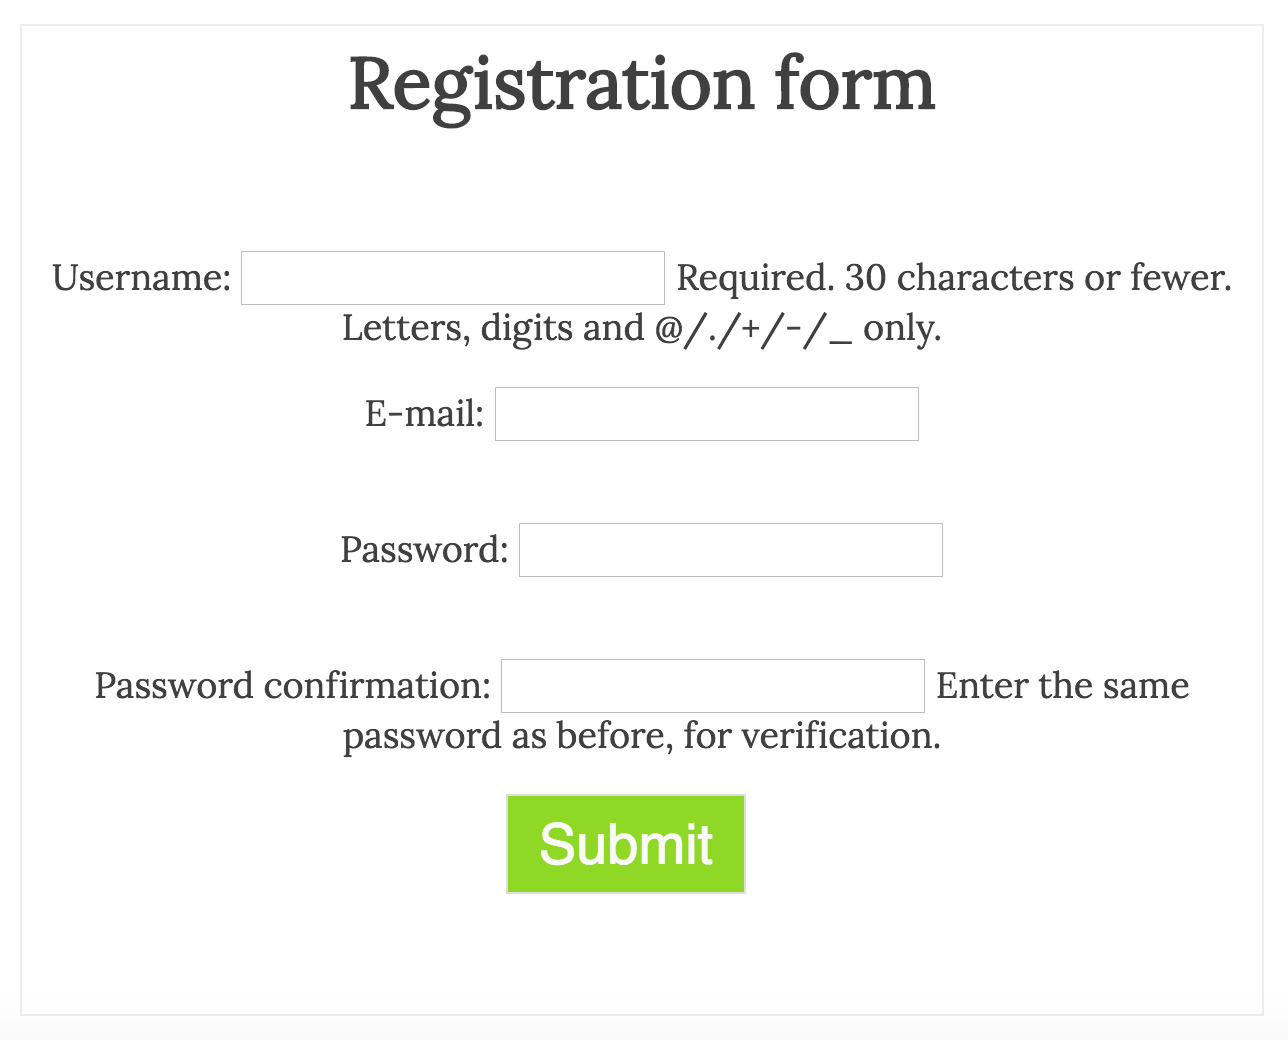 Registration form
Username: Required. 30 characters or fewer.
Letters, digits and @/./+/-/_ only.
E-mail:
Password:
Password confirmation: Enter the same
password as before, for verification.
Submit